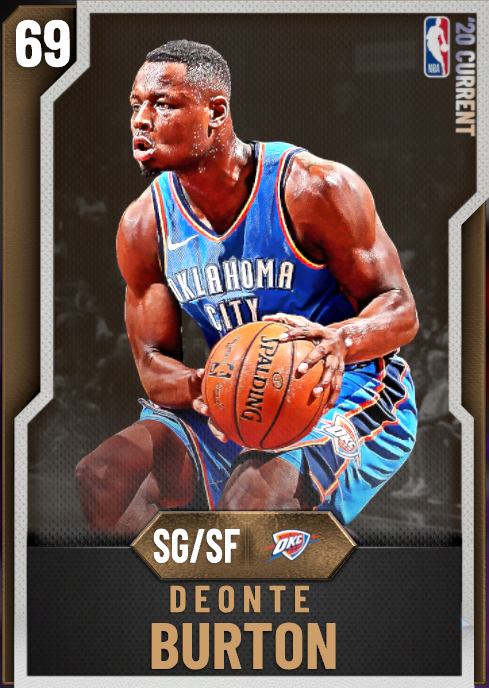 69
NBA
'20 CURRENT
OKLAHOMA
CITY
SPALDING
OKC
SG/SF
OKC
DEONTE
BURTON